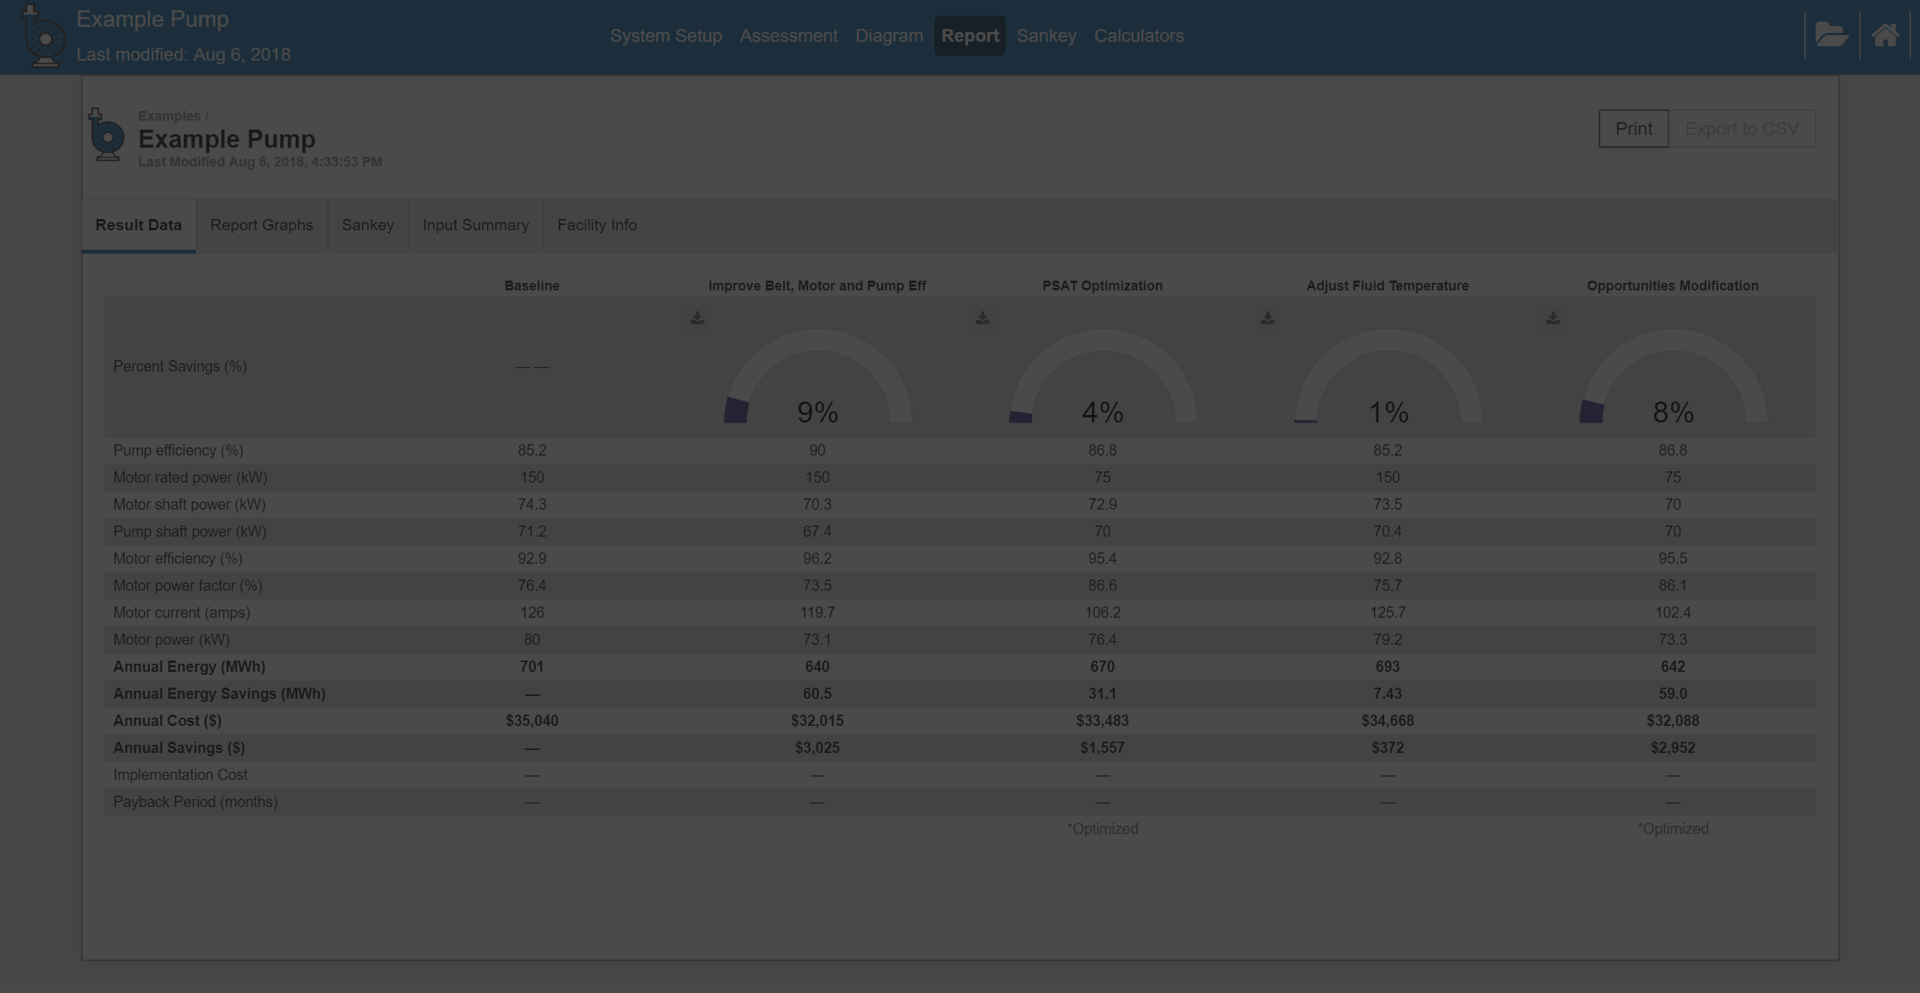 Example Pump
Last modified: Aug 6, 2018
System Setup Assessment Diagram Report Sankey Calculators
Examples /
Example Pump
Last Modified Aug 6, 2018, 4:33:53 PM
Print Export to CSV
Result Data Report Graphs Sankey Input Summary Facility Info
Baseline Improve Belt, Motor and Pump Eff PSAT Optimization Adjust Fluid Temperature Opportunities Modification
Percent Savings (%) — — 9% 4% 1% 8%
Pump efficiency (%) 85.2 90 86.8 85.2 86.8
Motor rated power (kW) 150 150 75 150 75
Motor shaft power (kW) 74.3 70.3 72.9 73.5 70
Pump shaft power (kW) 71.2 67.4 70 70.4 70
Motor efficiency (%) 92.9 96.2 95.4 92.8 95.5
Motor power factor (%) 76.4 73.5 86.6 75.7 86.1
Motor current (amps) 126 119.7 106.2 125.7 102.4
Motor power (kW) 80 73.1 76.4 79.2 73.3
Annual Energy (MWh) 701 640 670 693 642
Annual Energy Savings (MWh) — 60.5 31.1 7.43 59.0
Annual Cost ($) $35,040 $32,015 $33,483 $34,668 $32,088
Annual Savings ($) — $3,025 $1,557 $372 $2,952
Implementation Cost — — — — —
Payback Period (months) — — — — —
*Optimized *Optimized